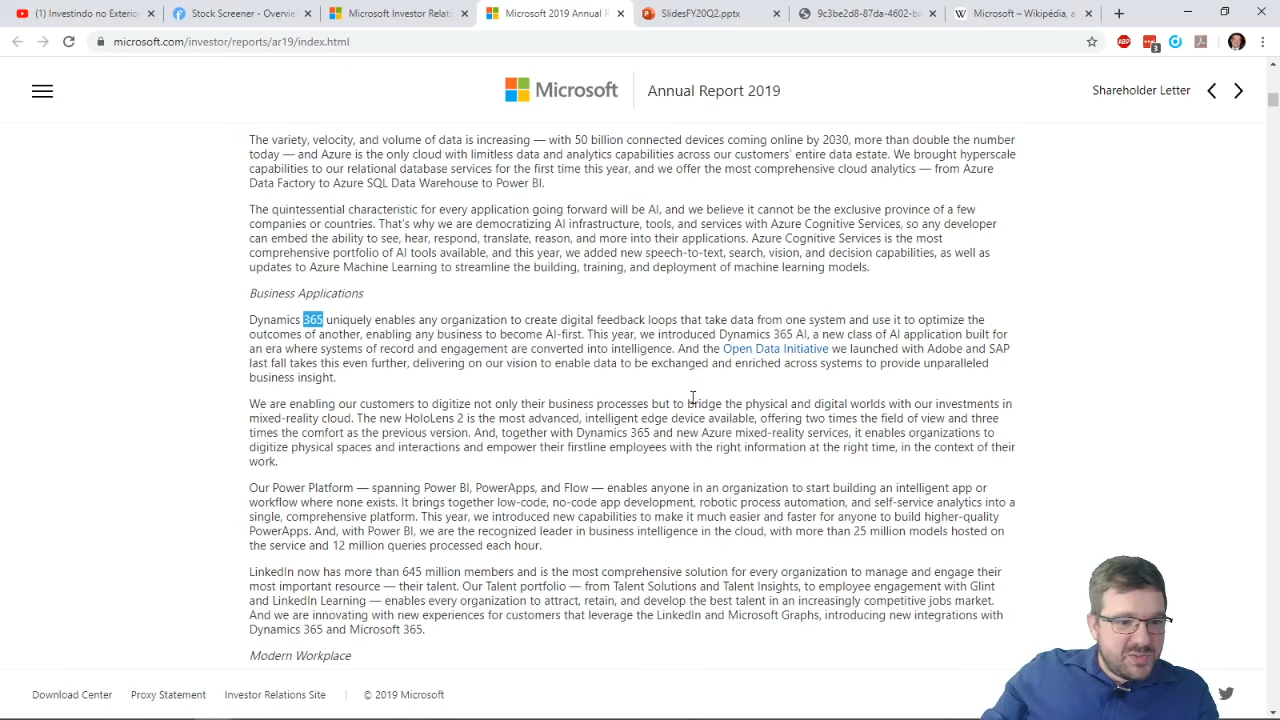 Investindo no Exterio
Stock Screener - Overvie
Microsoft Investor Relati
Microsoft 2019 Annual R
SlidesFY20Q2.pptx
9c3be2d8-87da-4602-b
Microsoft – Wikipédia, a
microsoft.com/investor/reports/ar19/index.html
ABP
3
Microsoft
Annual Report 2019
Shareholder Letter
The variety, velocity, and volume of data is increasing — with 50 billion connected devices coming online by 2030, more than double the number
today — and Azure is the only cloud with limitless data and analytics capabilities across our customers’ entire data estate. We brought hyperscale
capabilities to our relational database services for the first time this year, and we offer the most comprehensive cloud analytics — from Azure
Data Factory to Azure SQL Data Warehouse to Power BI.
The quintessential characteristic for every application going forward will be AI, and we believe it cannot be the exclusive province of a few
companies or countries. That’s why we are democratizing AI infrastructure, tools, and services with Azure Cognitive Services, so any developer
can embed the ability to see, hear, respond, translate, reason, and more into their applications. Azure Cognitive Services is the most
comprehensive portfolio of AI tools available, and this year, we added new speech-to-text, search, vision, and decision capabilities, as well as
updates to Azure Machine Learning to streamline the building, training, and deployment of machine learning models.
Business Applications
Dynamics 365 uniquely enables any organization to create digital feedback loops that take data from one system and use it to optimize the
outcomes of another, enabling any business to become AI-first. This year, we introduced Dynamics 365 AI, a new class of AI application built for
an era where systems of record and engagement are converted into intelligence. And the Open Data Initiative we launched with Adobe and SAP
last fall takes this even further, delivering on our vision to enable data to be exchanged and enriched across systems to provide unparalleled
business insight.
We are enabling our customers to digitize not only their business processes but to bridge the physical and digital worlds with our investments in
mixed-reality cloud. The new HoloLens 2 is the most advanced, intelligent edge device available, offering two times the field of view and three
times the comfort as the previous version. And, together with Dynamics 365 and new Azure mixed-reality services, it enables organizations to
digitize physical spaces and interactions and empower their firstline employees with the right information at the right time, in the context of their
work.
Our Power Platform — spanning Power BI, PowerApps, and Flow — enables anyone in an organization to start building an intelligent app or
workflow where none exists. It brings together low-code, no-code app development, robotic process automation, and self-service analytics into a
single, comprehensive platform. This year, we introduced new capabilities to make it much easier and faster for anyone to build higher-quality
PowerApps. And, with Power BI, we are the recognized leader in business intelligence in the cloud, with more than 25 million models hosted on
the service and 12 million queries processed each hour.
LinkedIn now has more than 645 million members and is the most comprehensive solution for every organization to manage and engage their
most important resource — their talent. Our Talent portfolio — from Talent Solutions and Talent Insights, to employee engagement with Glint
and LinkedIn Learning — enables every organization to attract, retain, and develop the best talent in an increasingly competitive jobs market.
And we are innovating with new experiences for customers that leverage the LinkedIn and Microsoft Graphs, introducing new integrations with
Dynamics 365 and Microsoft 365.
Modern Workplace
Download Center
Proxy Statement
Investor Relations Site
© 2019 Microsoft